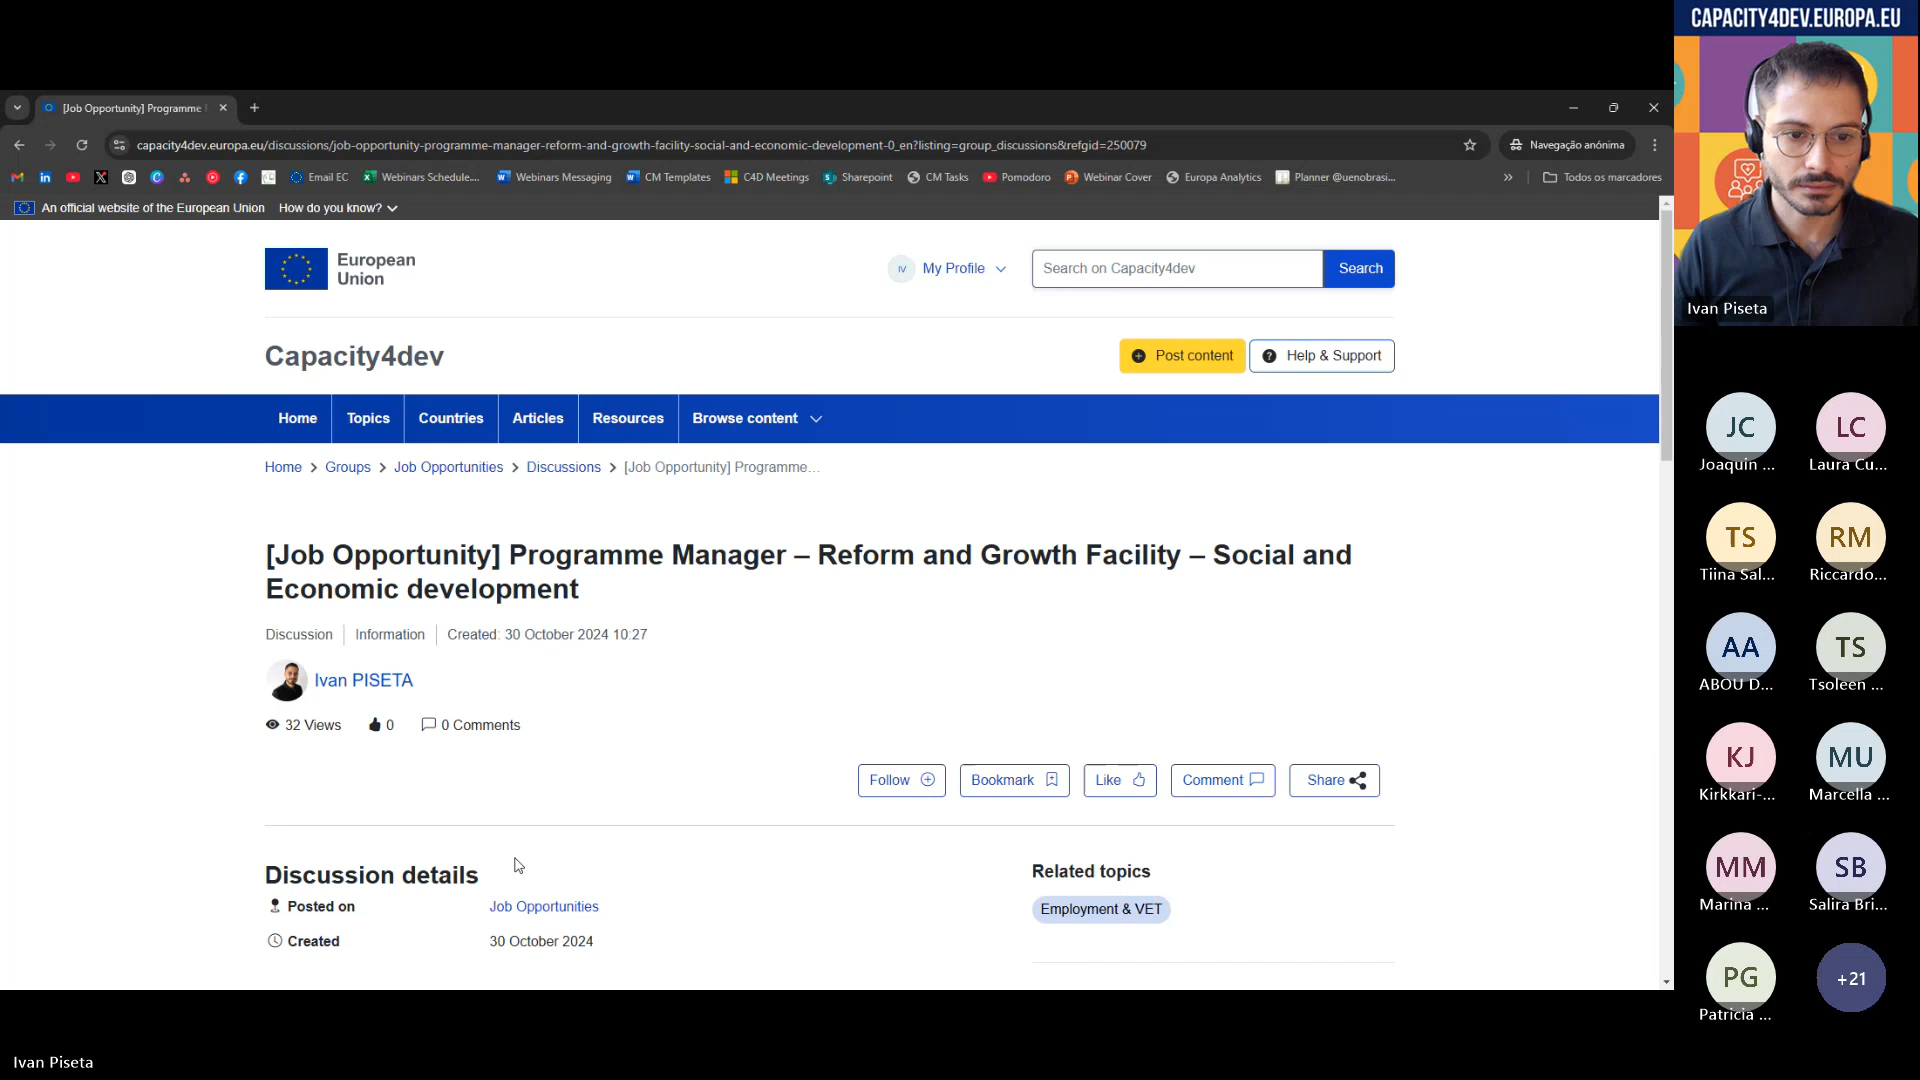 CAPACITY4DEV.EUROPA.EU
[Job Opportunity] Programme
capacity4dev.europa.eu/discussions/job-opportunity-programme-manager-reform-and-growth-facility-social-and-economic-development-0_en?listing=group_discussions&refgid=250079
Navegação anónima
Email EC
Webinars Schedule....
Webinars Messaging
CM Templates
C4D Meetings
Sharepoint
CM Tasks
Pomodoro
Webinar Cover
Europa Analytics
Planner @uenobrasi...
Todos os marcadores
An official website of the European Union How do you know?
European
Union
IV
My Profile
Search on Capacity4dev
Search
Capacity4dev
Post content
Help & Support
Home
Topics
Countries
Articles
Resources
Browse content
Home > Groups > Job Opportunities > Discussions > [Job Opportunity] Programme...
[Job Opportunity] Programme Manager – Reform and Growth Facility – Social and
Economic development
Discussion
Information
Created: 30 October 2024 10:27
Ivan PISETA
32 Views
0
0 Comments
Follow
Bookmark
Like
Comment
Share
Discussion details
Posted on
Job Opportunities
Created
30 October 2024
Related topics
Employment & VET
Ivan Piseta
JC
Joaquin ...
LC
Laura Cu...
TS
Tiina Sal...
RM
Riccardo...
AA
ABOU D...
TS
Tsoleen ...
KJ
Kirkkari-...
MU
Marcella ...
MM
Marina ...
SB
Salira Bri...
PG
Patricia ...
+21
Ivan Piseta